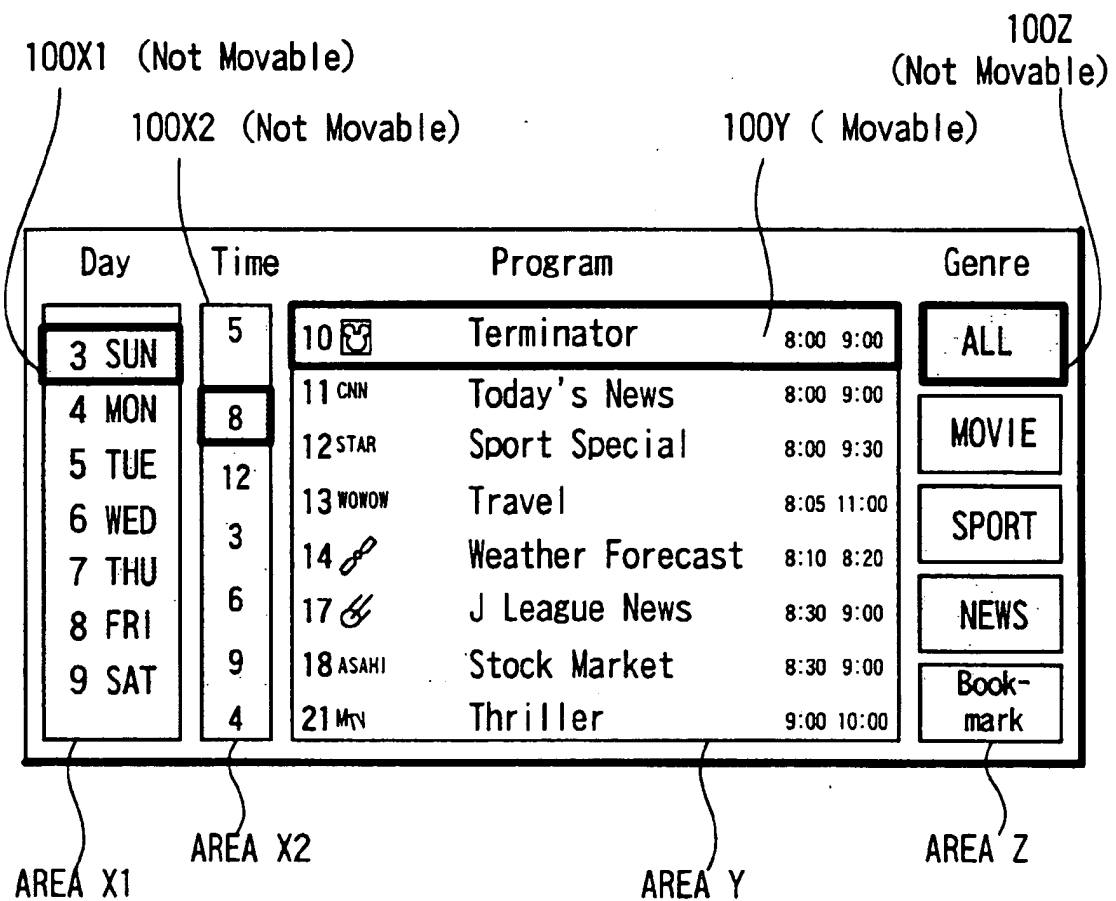 100Z
100X1 (Not Movable)
(Not Movable)
100X2 (Not Movable)
100Y ( Movable)
Day Time Program Genre
3 SUN
4 MON
5 TUE
6 WED
7 THU
8 FRI
9 SAT
5
8
12
3
6
9
4
10 Terminator 8:00 9:00
11 CNN Today's News 8:00 9:00
12 STAR Sport Special 8:00 9:30
13 WOWOW Travel 8:05 11:00
14 Weather Forecast 8:10 8:20
17 J League News 8:30 9:00
18 ASAHI Stock Market 8:30 9:00
21 MTV Thriller 9:00 10:00
ALL
MOVIE
SPORT
NEWS
Book-
mark
AREA X2
AREA Z
AREA X1
AREA Y